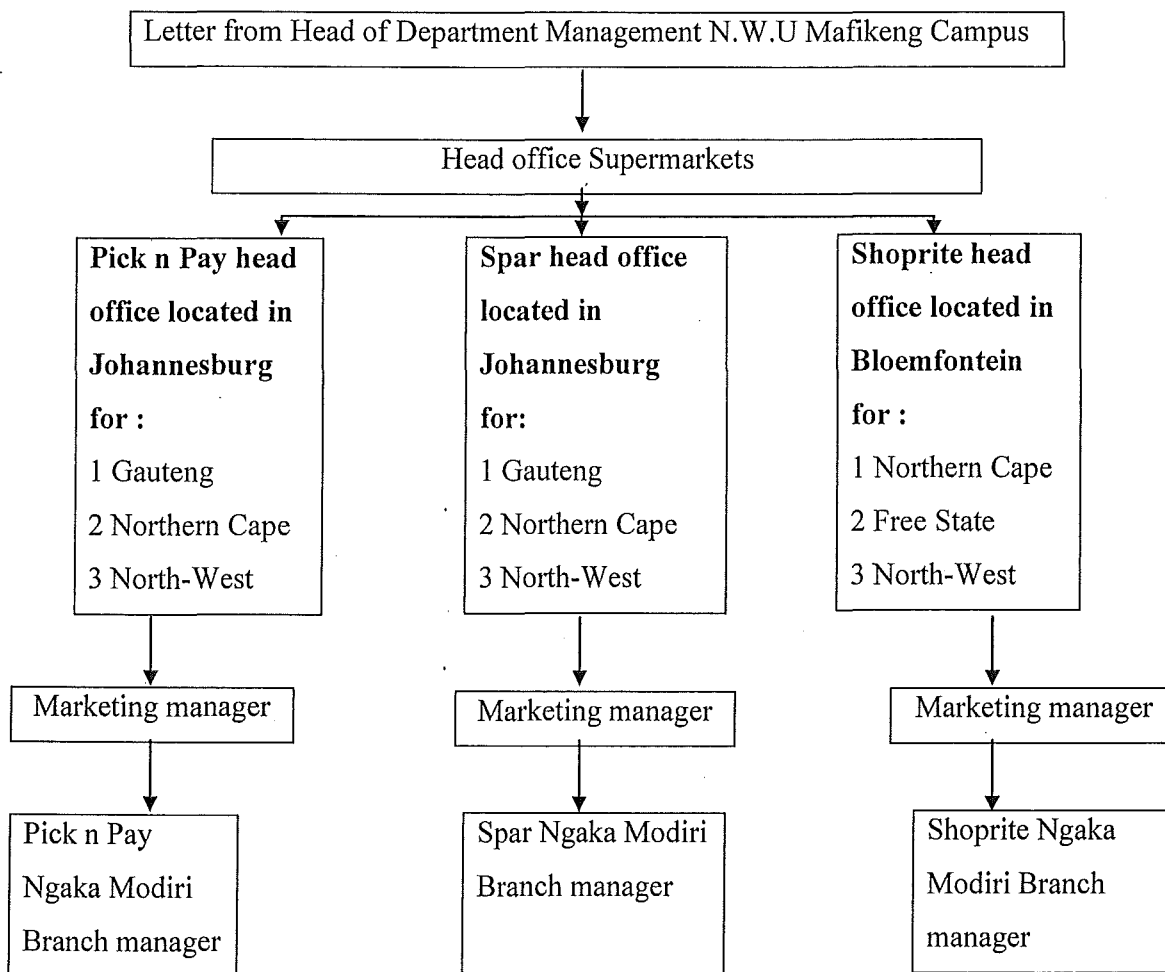 Letter from Head of Department Management N.W.U Mafikeng Campus
Head office Supermarkets
Pick n Pay head
office located in
Johannesburg
for :
1 Gauteng
2 Northern Cape
3 North-West
Spar head office
located in
Johannesburg
for:
1 Gauteng
2 Northern Cape
3 North-West
Shoprite head
office located in
Bloemfontein
for :
1 Northern Cape
2 Free State
3 North-West
Marketing manager
Marketing manager
Marketing manager
Pick n Pay
Ngaka Modiri
Branch manager
Spar Ngaka Modiri
Branch manager
Shoprite Ngaka
Modiri Branch
manager